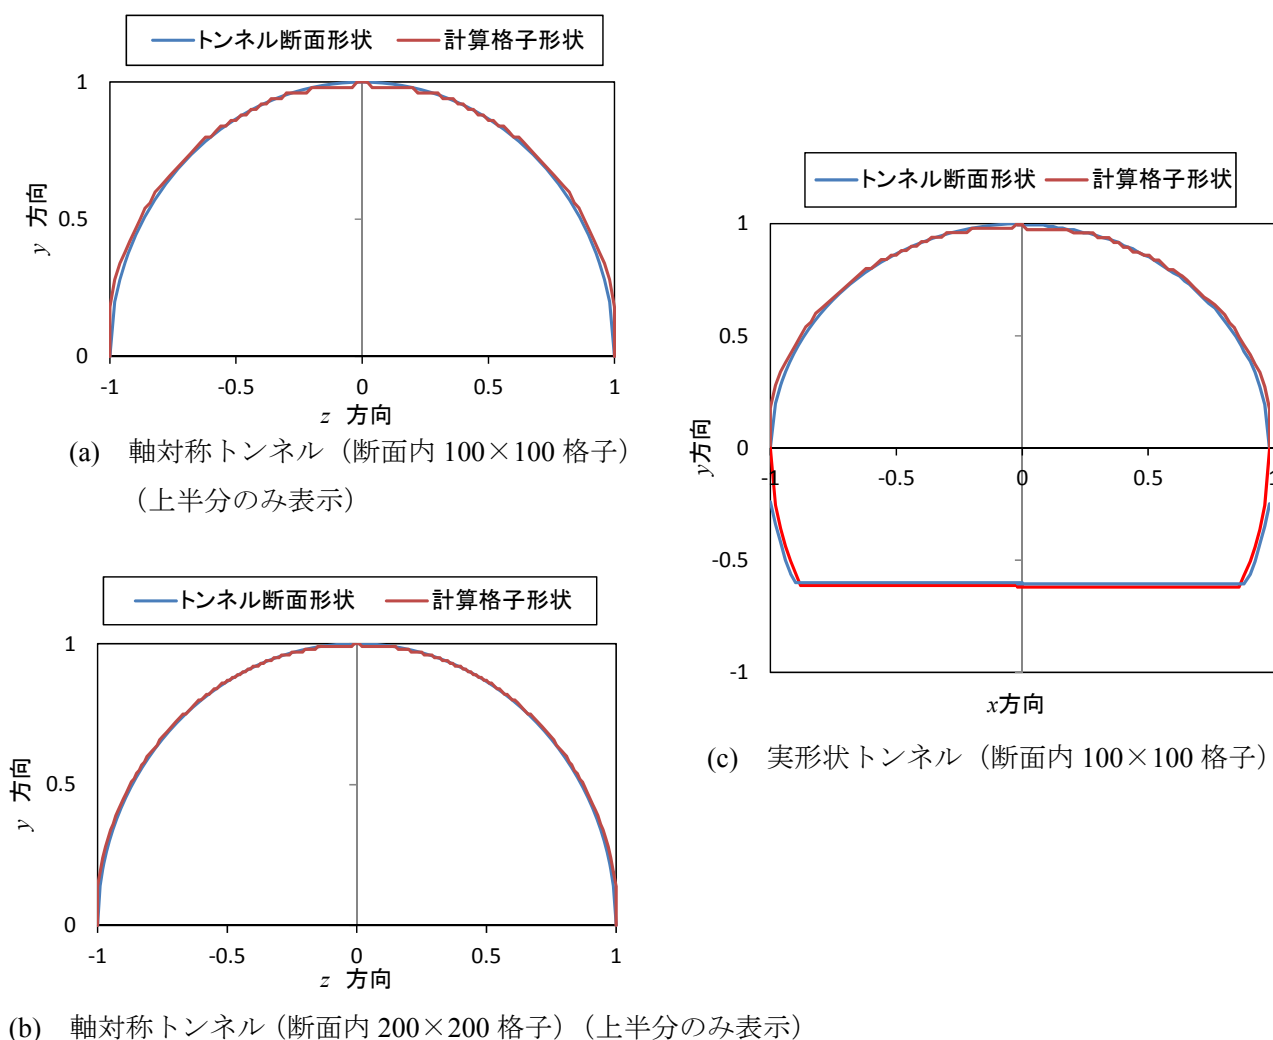 トンネル断面形状 計算格子形状
1
0.5
0
y 方向
-1 -0.5 0 0.5 1
z 方向
(a) 軸対称トンネル（断面内 100×100 格子）
（上半分のみ表示）
トンネル断面形状 計算格子形状
1
0.5
0
y 方向
-1 -0.5 0 0.5 1
z 方向
(b) 軸対称トンネル（断面内 200×200 格子）（上半分のみ表示）
トンネル断面形状 計算格子形状
1
0.5
0
-0.5
-1
y方向
-1 -0.5 0 0.5 1
x方向
(c) 実形状トンネル（断面内 100×100 格子）